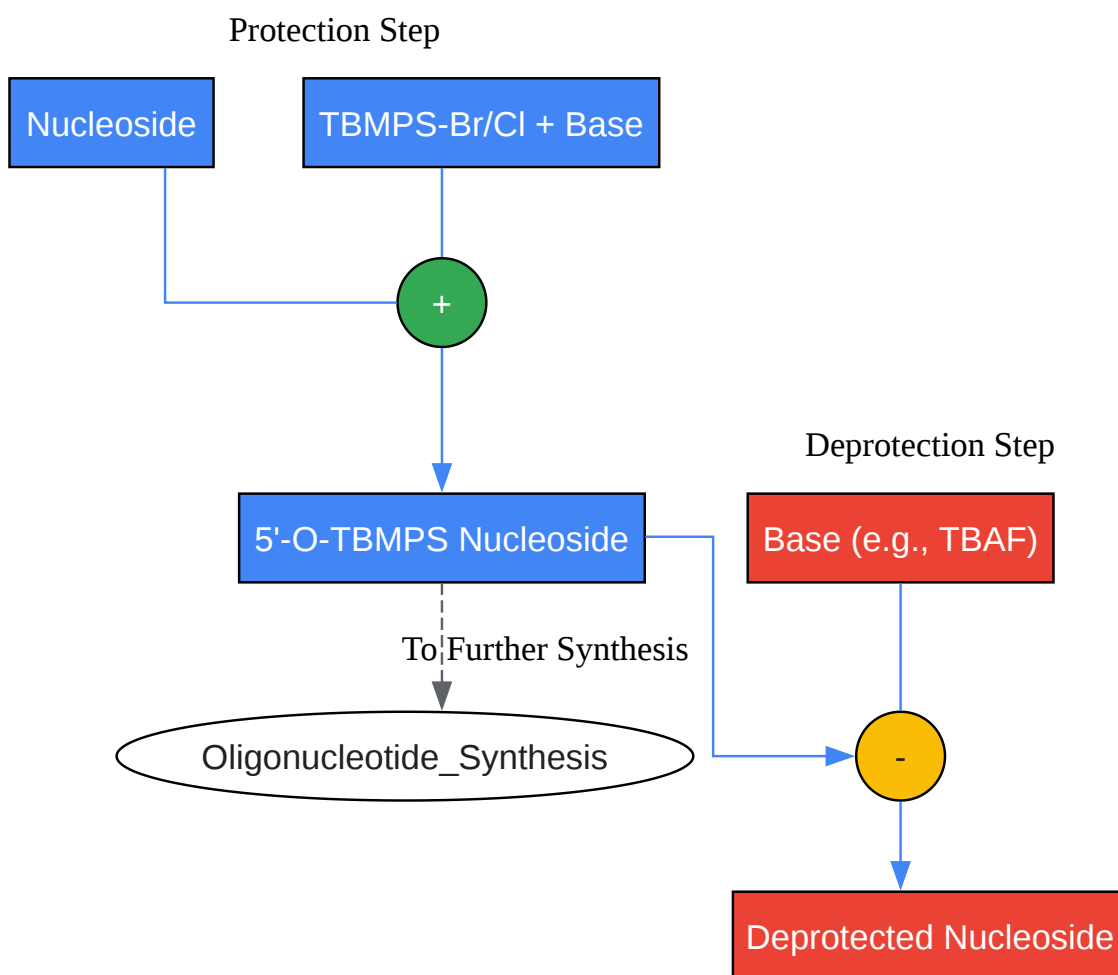 Protection Step
Nucleoside
TBMPS-Br/Cl + Base
+
Deprotection Step
5'-O-TBMPS Nucleoside
Base (e.g., TBAF)
To Further Synthesis
Oligonucleotide_Synthesis
-
Deprotected Nucleoside